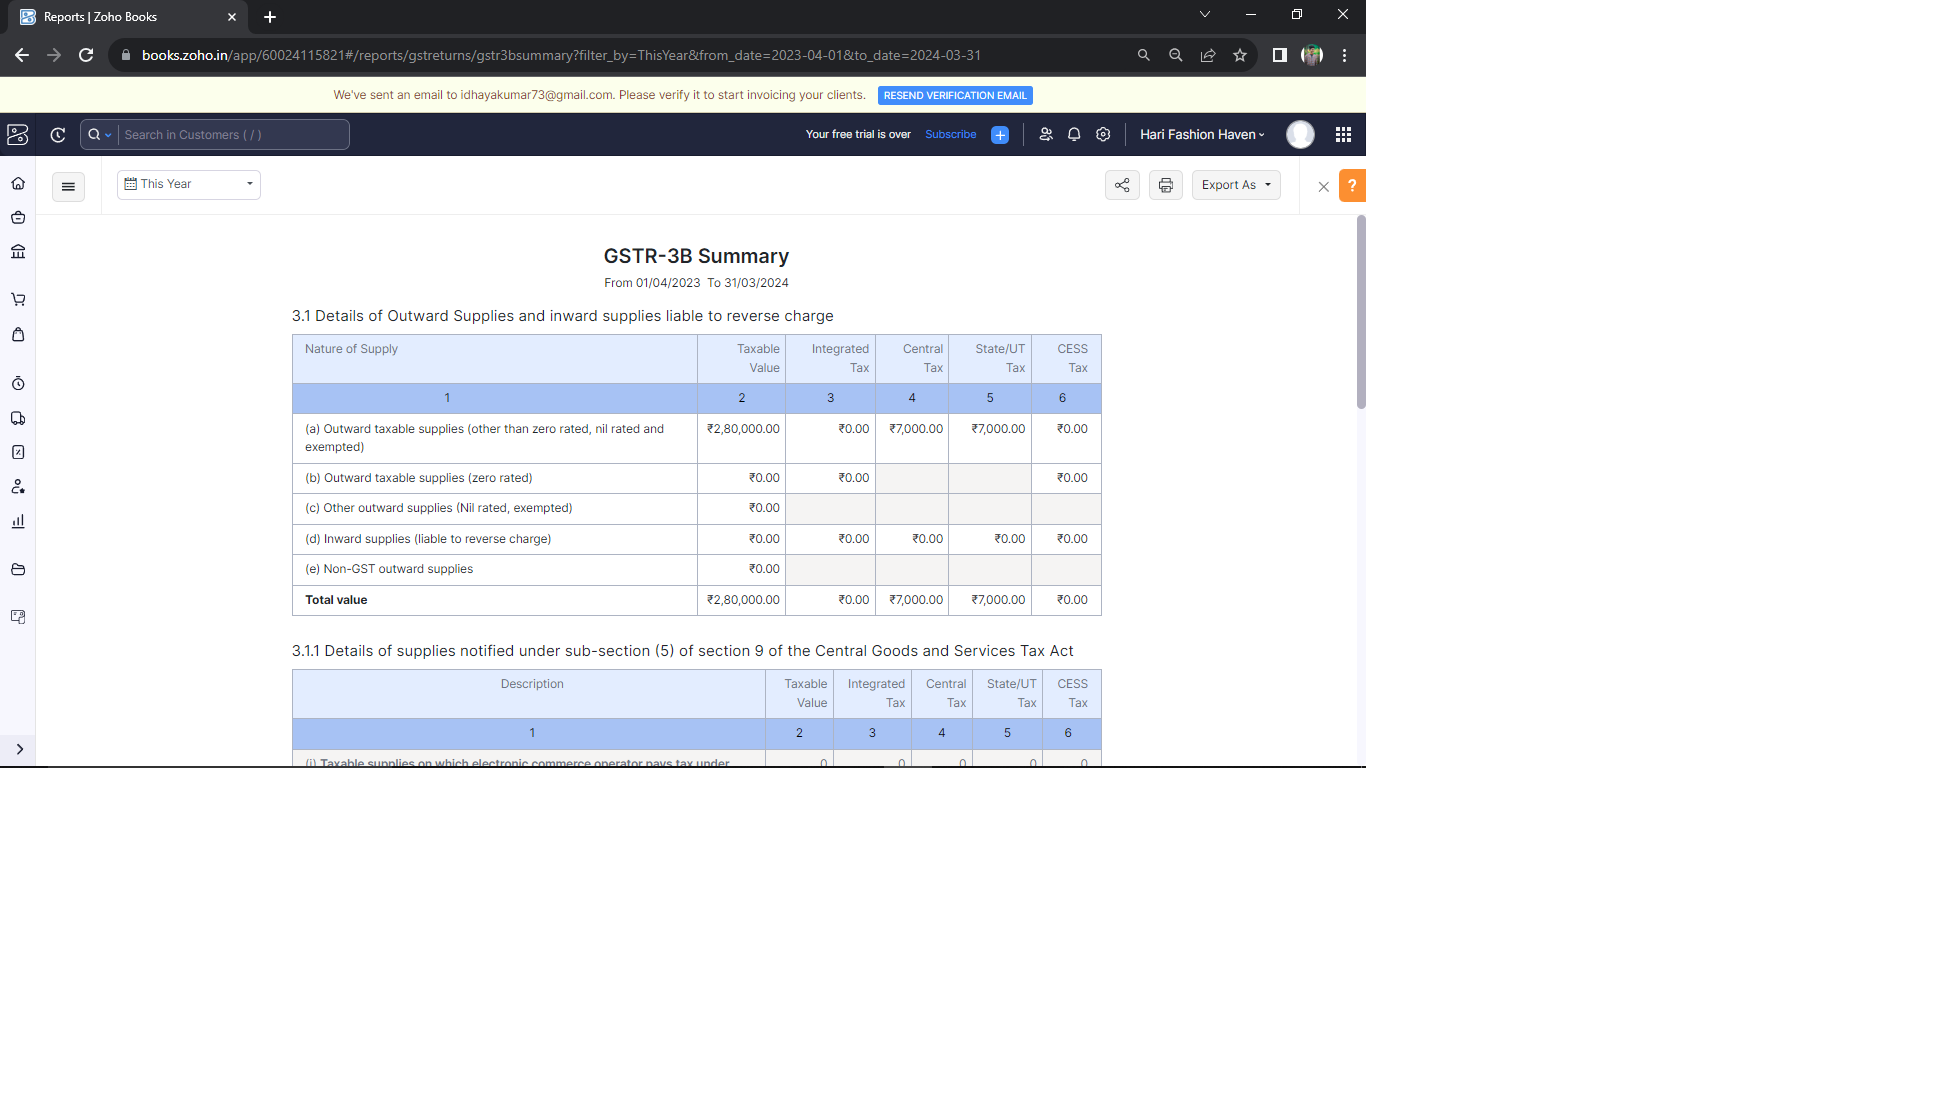 Reports | Zoho Books
books.zoho.in/app/60024115821#/reports/gstreturns/gstr3bsummary?filter_by=ThisYear&from_date=2023-04-01&to_date=2024-03-31
We've sent an email to idhayakumar73@gmail.com. Please verify it to start invoicing your clients. RESEND VERIFICATION EMAIL
Search in Customers ( / ) Your free trial is over Subscribe Hari Fashion Haven
This Year Export As ?
GSTR-3B Summary
From 01/04/2023 To 31/03/2024
3.1 Details of Outward Supplies and inward supplies liable to reverse charge
Nature of Supply Taxable Integrated Central State/UT CESS
Value Tax Tax Tax Tax
1 2 3 4 5 6
(a) Outward taxable supplies (other than zero rated, nil rated and ₹2,80,000.00 ₹0.00 ₹7,000.00 ₹7,000.00 ₹0.00
exempted)
(b) Outward taxable supplies (zero rated) ₹0.00 ₹0.00 ₹0.00
(c) Other outward supplies (Nil rated, exempted) ₹0.00
(d) Inward supplies (liable to reverse charge) ₹0.00 ₹0.00 ₹0.00 ₹0.00 ₹0.00
(e) Non-GST outward supplies ₹0.00
Total value ₹2,80,000.00 ₹0.00 ₹7,000.00 ₹7,000.00 ₹0.00
3.1.1 Details of supplies notified under sub-section (5) of section 9 of the Central Goods and Services Tax Act
Description Taxable Integrated Central State/UT CESS
Value Tax Tax Tax Tax
1 2 3 4 5 6
(i) Taxable supplies on which electronic commerce operator pays tax under 0 0 0 0 0